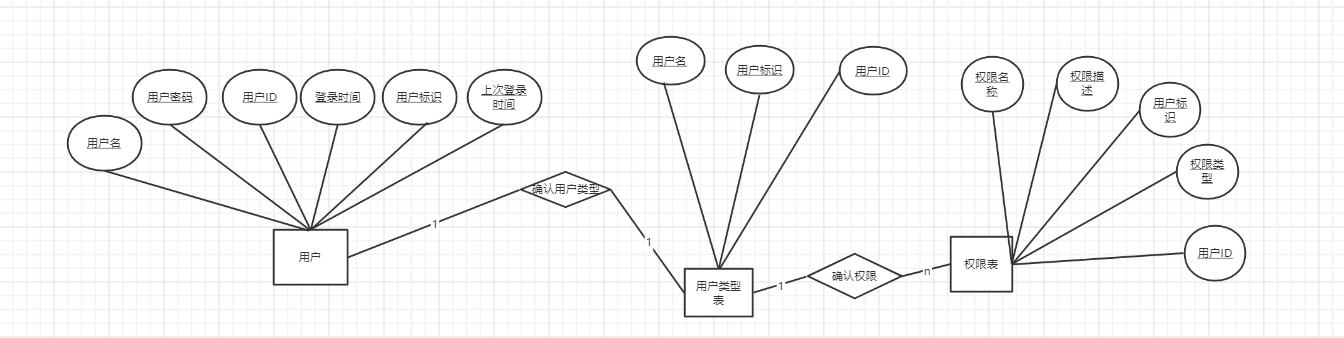 用户名
用户密码
用户ID
登录时间
用户标识
上次登录
时间
用户
1
确认用户类型
1
用户名
用户标识
用户ID
用户类型
表
1
确认权限
n
权限表
权限名
称
权限描
述
用户标
识
权限类
型
用户ID